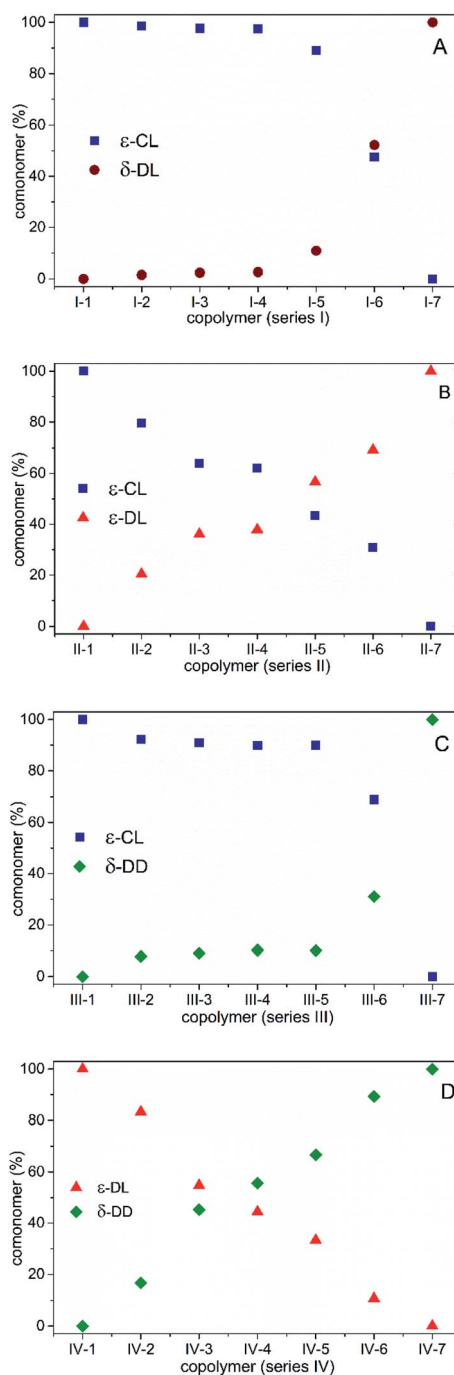 A
100
80
60
40
20
0
comonomer (%)
ε-CL
δ-DL
I-1 I-2 I-3 I-4 I-5 I-6 I-7
copolymer (series I)
B
100
80
60
40
20
0
comonomer (%)
ε-CL
ε-DL
II-1 II-2 II-3 II-4 II-5 II-6 II-7
copolymer (series II)
C
100
80
60
40
20
0
comonomer (%)
ε-CL
δ-DD
III-1 III-2 III-3 III-4 III-5 III-6 III-7
copolymer (series III)
D
100
80
60
40
20
0
comonomer (%)
ε-DL
δ-DD
IV-1 IV-2 IV-3 IV-4 IV-5 IV-6 IV-7
copolymer (series IV)